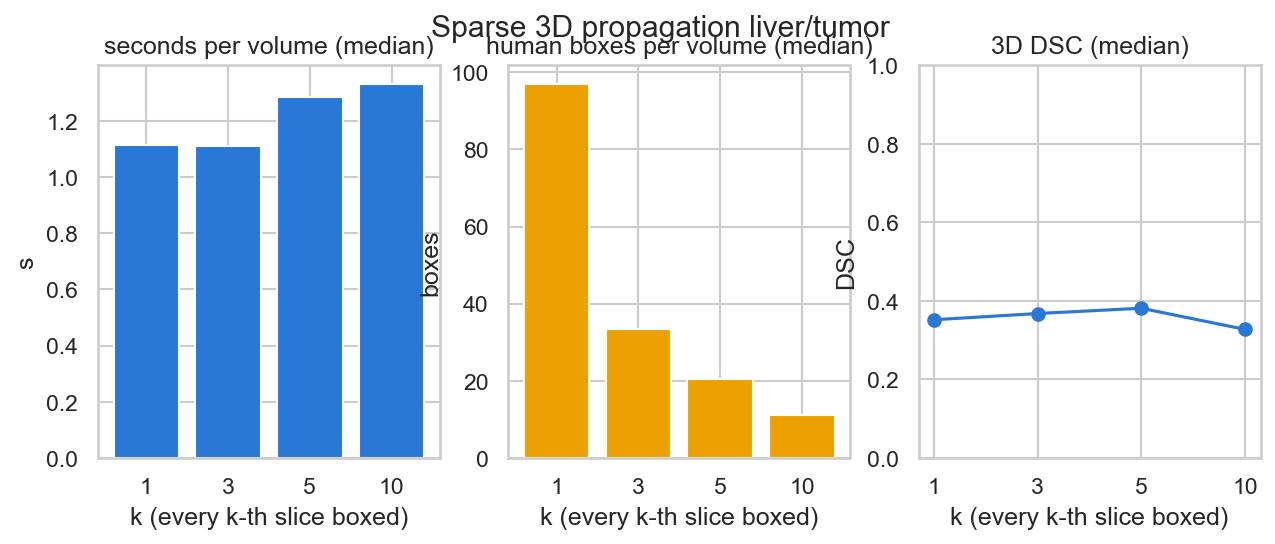 Sparse 3D propagation liver/tumor
seconds per volume (median)
s
1.2
1.0
0.8
0.6
0.4
0.2
0.0
1 3 5 10
k (every k-th slice boxed)
human boxes per volume (median)
boxes
100
80
60
40
20
0
1 3 5 10
k (every k-th slice boxed)
3D DSC (median)
DSC
1.0
0.8
0.6
0.4
0.2
0.0
1 3 5 10
k (every k-th slice boxed)